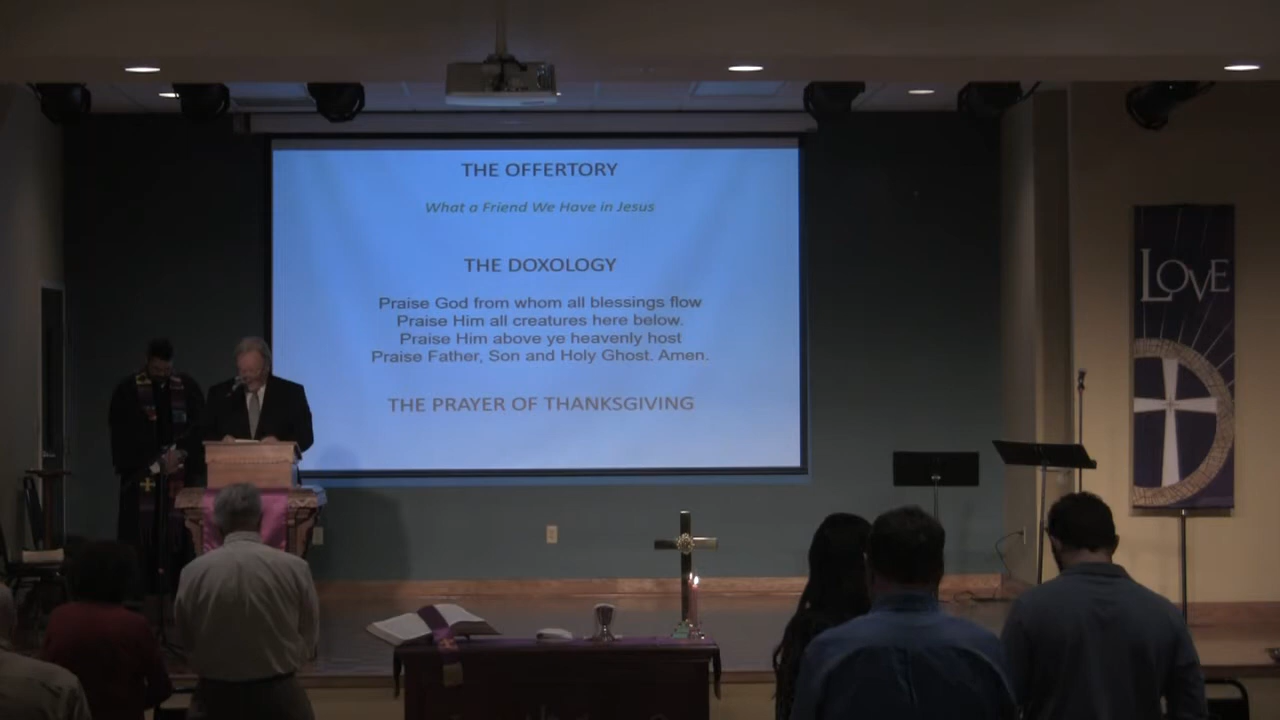 THE OFFERTORY
What a Friend We Have in Jesus
THE DOXOLOGY
Praise God from whom all blessings flow
Praise Him all creatures here below.
Praise Him above ye heavenly host
Praise Father, Son and Holy Ghost. Amen.
THE PRAYER OF THANKSGIVING
LOVE